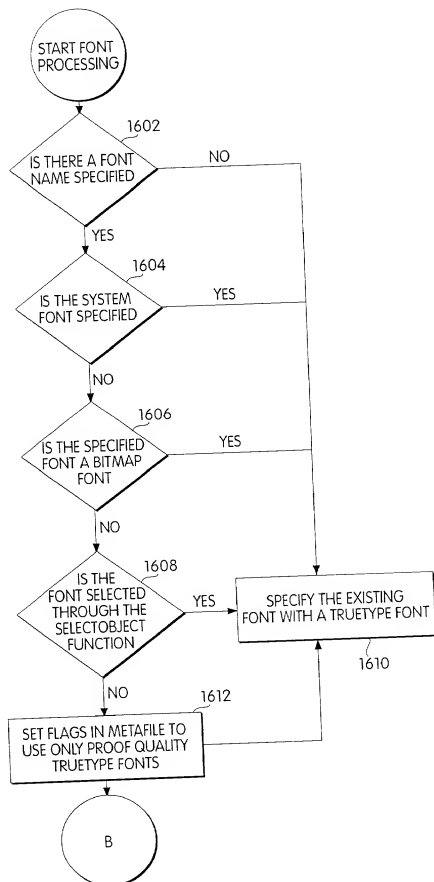 START FONT
PROCESSING
1602
IS THERE A FONT
NAME SPECIFIED
NO
YES
1604
IS THE SYSTEM
FONT SPECIFIED
YES
NO
1606
IS THE SPECIFIED
FONT A BITMAP
FONT
YES
NO
1608
IS THE
FONT SELECTED
THROUGH THE
SELECTOBJECT
FUNCTION
YES
SPECIFY THE EXISTING
FONT WITH A TRUETYPE FONT
1610
NO
1612
SET FLAGS IN METAFILE TO
USE ONLY PROOF QUALITY
TRUETYPE FONTS
B